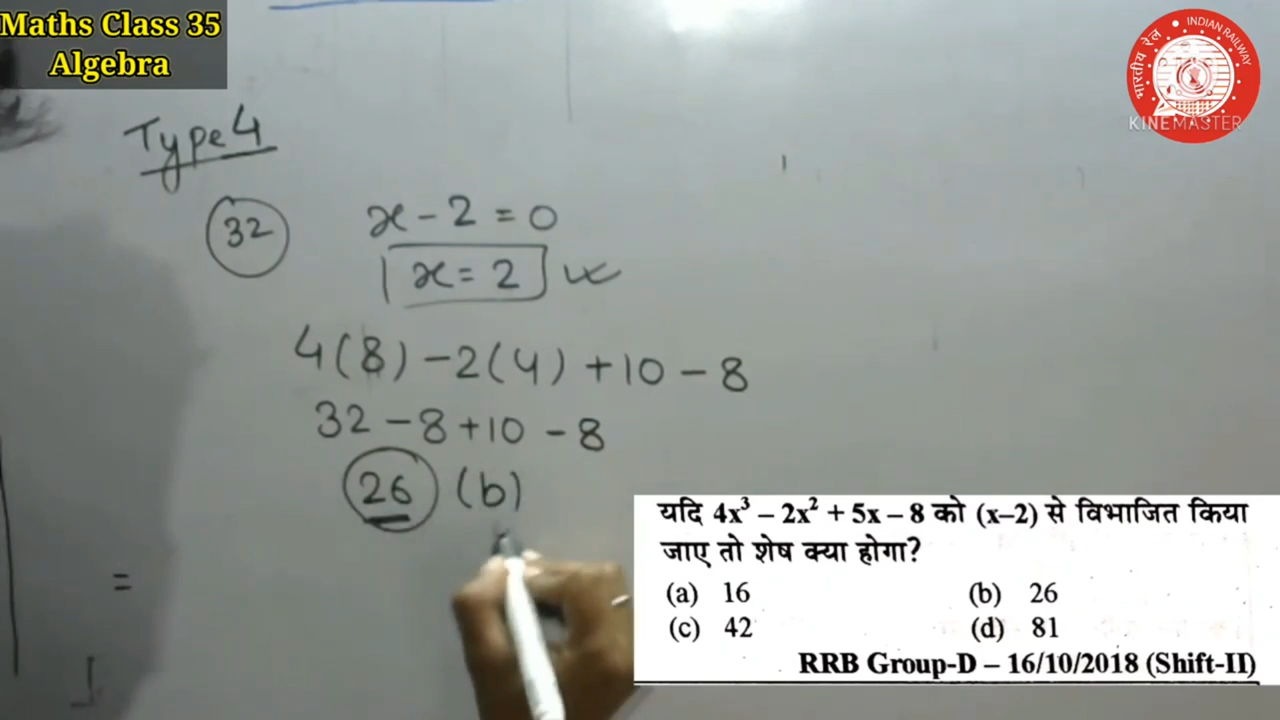 Maths Class 35
Algebra
भारतीय रेल
INDIAN RAILWAY
KINEMASTER
Type 4
32
x - 2 = 0
x = 2
4(8) - 2(4) + 10 - 8
32 - 8 + 10 - 8
26 (b)
=
यदि 4x³ – 2x² + 5x – 8 को (x–2) से विभाजित किया
जाए तो शेष क्या होगा?
(a) 16 (b) 26
(c) 42 (d) 81
RRB Group-D – 16/10/2018 (Shift-II)